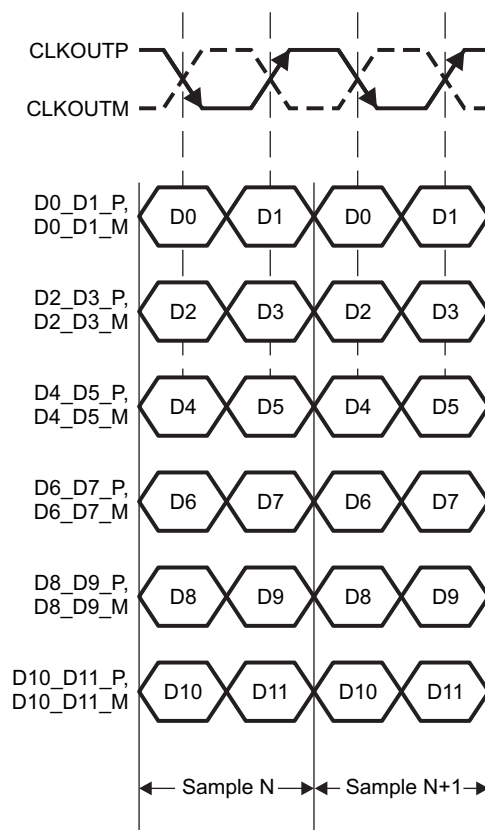 CLKOUTP
CLKOUTM
D0_D1_P,
D0_D1_M
D0 D1 D0 D1
D2_D3_P,
D2_D3_M
D2 D3 D2 D3
D4_D5_P,
D4_D5_M
D4 D5 D4 D5
D6_D7_P,
D6_D7_M
D6 D7 D6 D7
D8_D9_P,
D8_D9_M
D8 D9 D8 D9
D10_D11_P,
D10_D11_M
D10 D11 D10 D11
Sample N Sample N+1